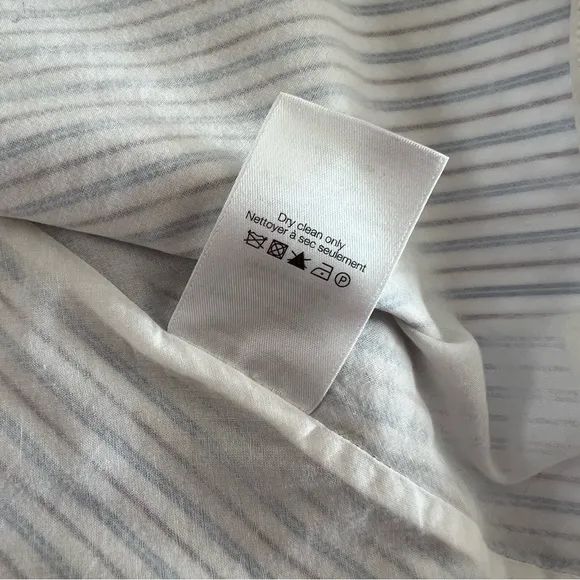 Dry clean only
Nettoyer à sec seulement
P